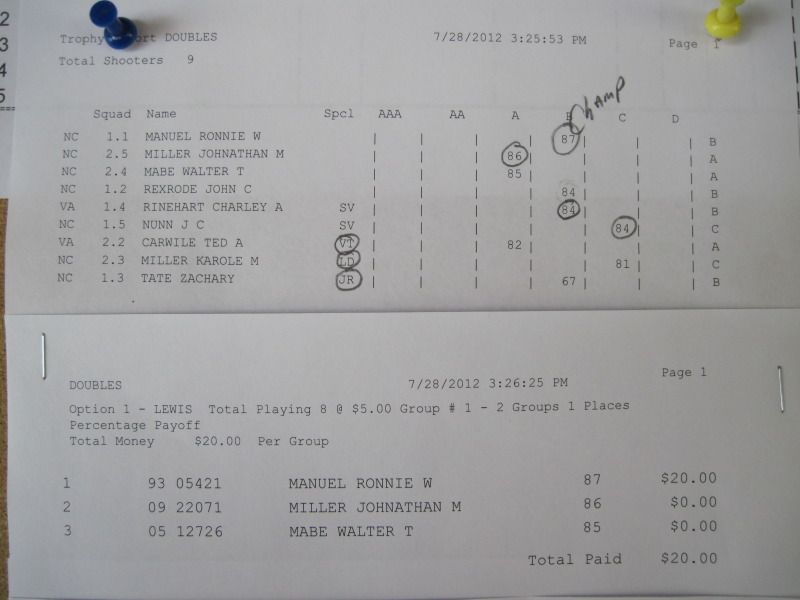 2
3
4
5
Trophy ort DOUBLES 7/28/2012 3:25:53 PM Page 1
Total Shooters 9
CHAMP
Squad Name Spcl AAA AA A B C D
NC 1.1 MANUEL RONNIE W | | | 87| | | B
NC 2.5 MILLER JOHNATHAN M | | 86| | | | A
NC 2.4 MABE WALTER T | | 85| | | | A
NC 1.2 REXRODE JOHN C | | | 84| | | B
VA 1.4 RINEHART CHARLEY A SV | | | 84| | | B
NC 1.5 NUNN J C SV | | | | 84| | C
VA 2.2 CARWILE TED A VT | | 82| | | | A
NC 2.3 MILLER KAROLE M LD | | | | 81| | C
NC 1.3 TATE ZACHARY JR | | | 67| | | B
DOUBLES 7/28/2012 3:26:25 PM Page 1
Option 1 - LEWIS Total Playing 8 @ $5.00 Group # 1 - 2 Groups 1 Places
Percentage Payoff
Total Money $20.00 Per Group
1 93 05421 MANUEL RONNIE W 87 $20.00
2 09 22071 MILLER JOHNATHAN M 86 $0.00
3 05 12726 MABE WALTER T 85 $0.00
Total Paid $20.00